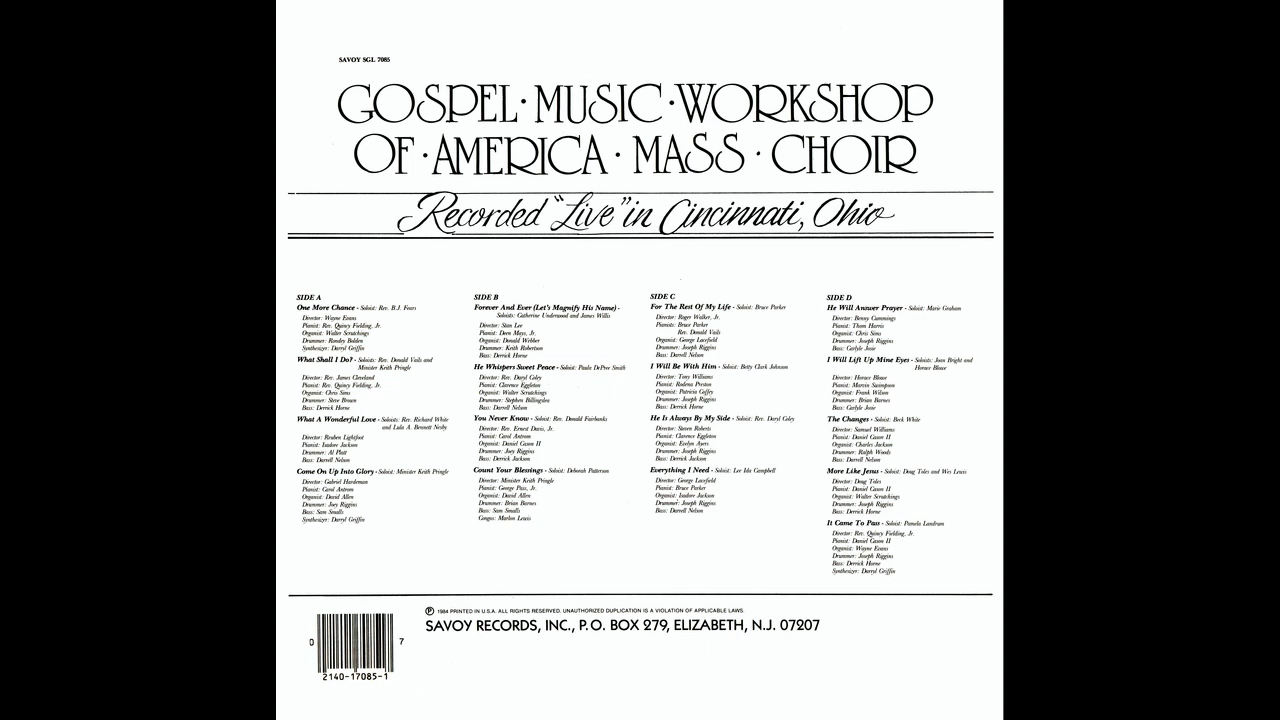 SAVOY SGL 7085
GOSPEL · MUSIC · WORKSHOP
OF · AMERICA · MASS · CHOIR
Recorded "Live" in Cincinnati, Ohio
SIDE A
One More Chance - Soloist: Rev. B.J. Fears
Director: Wayne Evans
Pianist: Rev. Quincy Fielding, Jr.
Organist: Walter Scrutchings
Drummer: Rondey Bolden
Synthesizer: Darryl Griffin
What Shall I Do? - Soloists: Rev. Donald Vails and
Minister Keith Pringle
Director: Rev. James Cleveland
Pianist: Rev. Quincy Fielding, Jr.
Organist: Chris Sims
Drummer: Steve Brown
Bass: Derrick Horne
What A Wonderful Love - Soloists: Rev. Richard White
and Lula A. Bennett Nesby
Director: Reuben Lightfoot
Pianist: Isadore Jackson
Drummer: Al Platt
Bass: Darrell Nelson
Come On Up Into Glory - Soloist: Minister Keith Pringle
Director: Gabriel Hardeman
Pianist: Carol Antrom
Organist: David Allen
Drummer: Joey Riggins
Bass: Sam Smalls
Synthesizer: Darryl Griffin
SIDE B
Forever And Ever (Let's Magnify His Name) -
Soloists: Catherine Underwood and James Willis
Director: Stan Lee
Pianist: Deen Mays, Jr.
Organist: Donald Webber
Drummer: Keith Robertson
Bass: Derrick Horne
He Whispers Sweet Peace - Soloist: Paula DePree Smith
Director: Rev. Daryl Coley
Pianist: Clarence Eggleton
Organist: Walter Scrutchings
Drummer: Stephen Billingslea
Bass: Darrell Nelson
You Never Know - Soloist: Rev. Donald Fairbanks
Director: Rev. Ernest Davis, Jr.
Pianist: Carol Antrom
Organist: Daniel Cason II
Drummer: Joey Riggins
Bass: Derrick Jackson
Count Your Blessings - Soloist: Deborah Patterson
Director: Minister Keith Pringle
Pianist: George Pass, Jr.
Organist: David Allen
Drummer: Brian Barnes
Bass: Sam Smalls
Congas: Marlon Lewis
SIDE C
For The Rest Of My Life - Soloist: Bruce Parker
Director: Roger Walker, Jr.
Pianists: Bruce Parker
Rev. Donald Vails
Organist: George Lacefield
Drummer: Joseph Riggins
Bass: Darrell Nelson
I Will Be With Him - Soloist: Betty Clark Johnson
Director: Tony Williams
Pianist: Rodena Preston
Organist: Patricia Caffey
Drummer: Joseph Riggins
Bass: Derrick Horne
He Is Always By My Side - Soloist: Rev. Daryl Coley
Director: Steven Roberts
Pianist: Clarence Eggleton
Organist: Evelyn Ayers
Drummer: Joseph Riggins
Bass: Derrick Jackson
Everything I Need - Soloist: Lee Ida Campbell
Director: George Lacefield
Pianist: Bruce Parker
Organist: Isadore Jackson
Drummer: Joseph Riggins
Bass: Darrell Nelson
SIDE D
He Will Answer Prayer - Soloist: Marie Graham
Director: Benny Cummings
Pianist: Thom Harris
Organist: Chris Sims
Drummer: Joseph Riggins
Bass: Carlyle Josie
I Will Lift Up Mine Eyes - Soloists: Joan Bright and
Horace Blowe
Director: Horace Blowe
Pianist: Marvin Swimpson
Organist: Frank Wilson
Drummer: Brian Barnes
Bass: Carlyle Josie
The Changes - Soloist: Beck White
Director: Samuel Williams
Pianist: Daniel Cason II
Organist: Charles Jackson
Drummer: Ralph Woods
Bass: Darrell Nelson
More Like Jesus - Soloist: Doug Toles and Wes Lewis
Director: Doug Toles
Pianist: Daniel Cason II
Organist: Walter Scrutchings
Drummer: Joseph Riggins
Bass: Derrick Horne
It Came To Pass - Soloist: Pamela Landrum
Director: Rev. Quincy Fielding, Jr.
Pianist: Daniel Cason II
Organist: Wayne Evans
Drummer: Joseph Riggins
Bass: Derrick Horne
Synthesizer: Darryl Griffin
Ⓟ 1984 PRINTED IN U.S.A. ALL RIGHTS RESERVED. UNAUTHORIZED DUPLICATION IS A VIOLATION OF APPLICABLE LAWS.
SAVOY RECORDS, INC., P.O. BOX 279, ELIZABETH, N.J. 07207
0 7
2140-17085-1